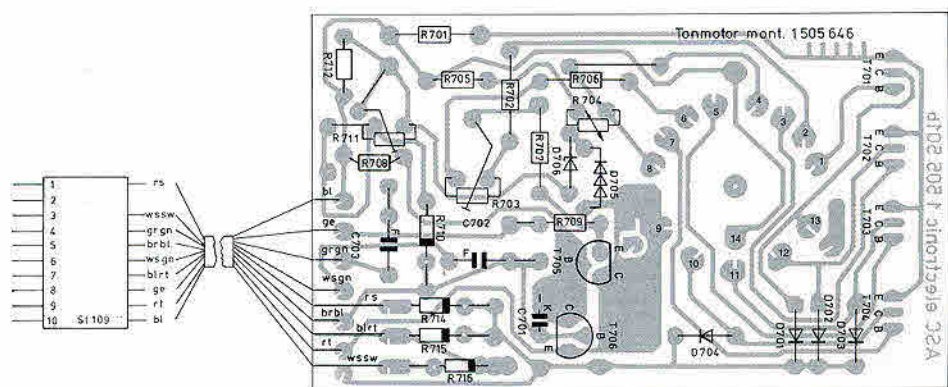 Tonmotor mont. 1 505 646
R701
R712
R705
R702
R706
R704
R711
R708
R707
D706
D705
R703
C702
R709
R710
C703
F
F
T705
E
B
C
C701
K
C
B
E
T706
R714
R715
R716
D704
D701
D702
D703
T701
E
C
B
T702
E
C
B
T703
E
C
B
T704
E
C
B
1
2
3
4
5
6
7
8
9
10
11
12
13
14
ASC electronic 1 505 501b
1 rs
2
3 wssw
4 grgn
5 brbl
6 wsgn
7 blrt
8 ge
9 rt
10 bl
St109
bl
ge
grgn
wsgn
rs
brbl
blrt
rt
wssw